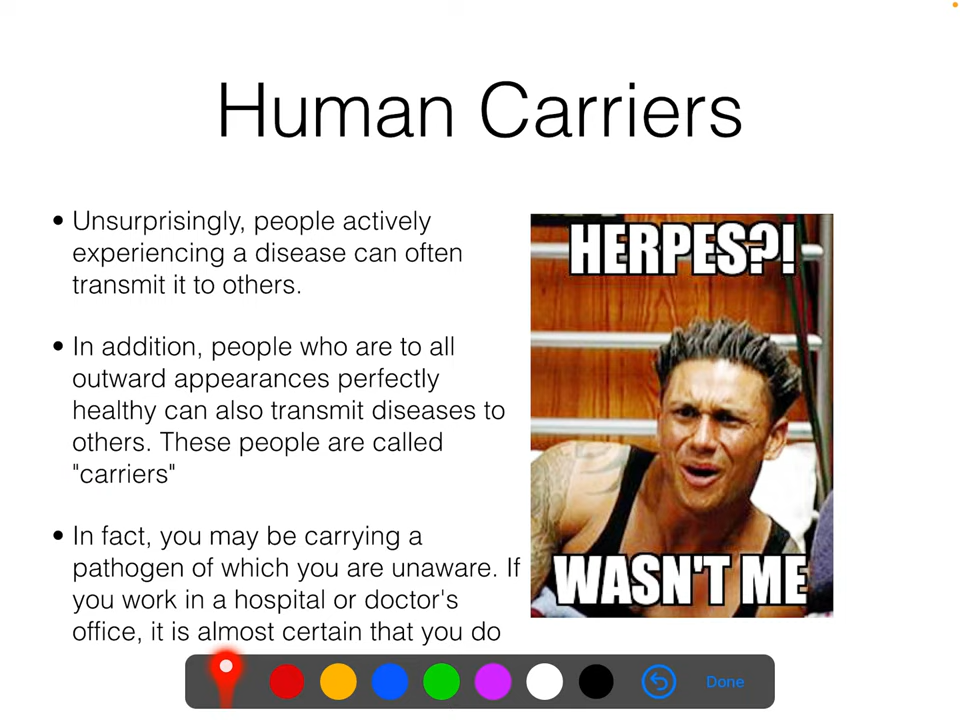 Human Carriers
• Unsurprisingly, people actively
experiencing a disease can often
transmit it to others.
• In addition, people who are to all
outward appearances perfectly
healthy can also transmit diseases to
others. These people are called
"carriers"
• In fact, you may be carrying a
pathogen of which you are unaware. If
you work in a hospital or doctor's
office, it is almost certain that you do
HERPES?!
WASN'T ME
Done